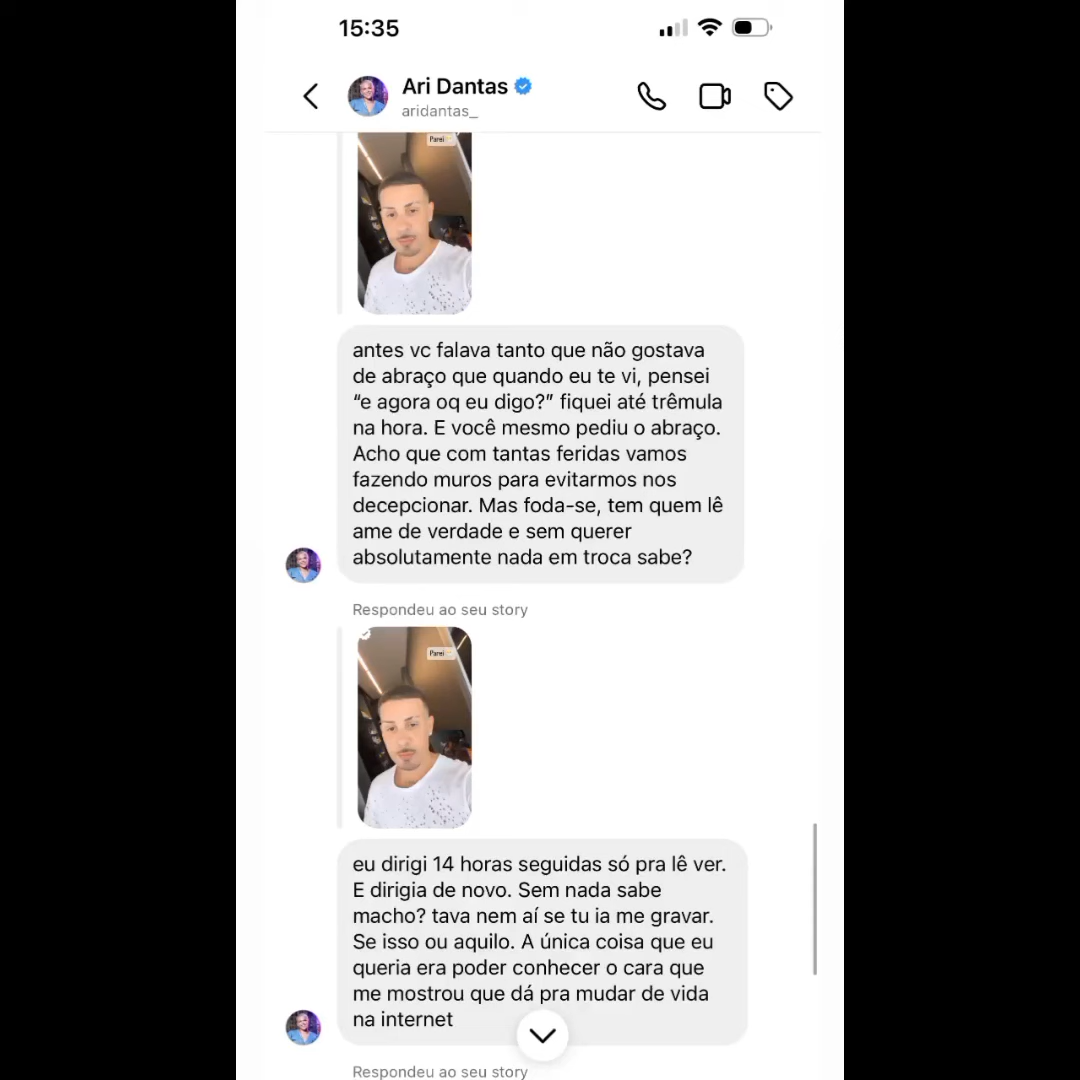 15:35
Ari Dantas
aridantas_
Parei
antes vc falava tanto que não gostava
de abraço que quando eu te vi, pensei
“e agora oq eu digo?” fiquei até trêmula
na hora. E você mesmo pediu o abraço.
Acho que com tantas feridas vamos
fazendo muros para evitarmos nos
decepcionar. Mas foda-se, tem quem lê
ame de verdade e sem querer
absolutamente nada em troca sabe?
Respondeu ao seu story
Parei
eu dirigi 14 horas seguidas só pra lê ver.
E dirigia de novo. Sem nada sabe
macho? tava nem aí se tu ia me gravar.
Se isso ou aquilo. A única coisa que eu
queria era poder conhecer o cara que
me mostrou que dá pra mudar de vida
na internet
Respondeu ao seu story